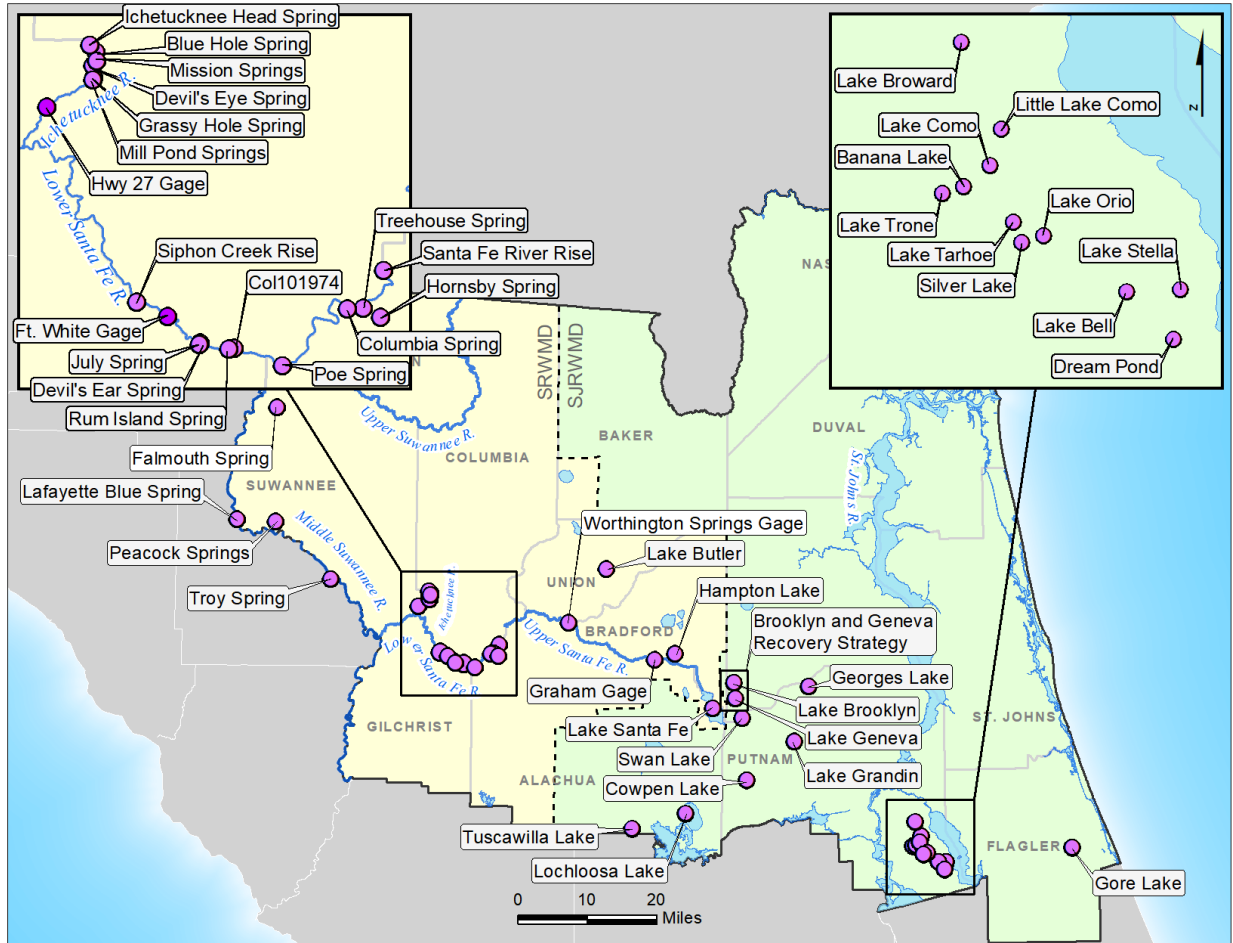 Ichetucknee Head Spring
Blue Hole Spring
Mission Springs
Devil's Eye Spring
Grassy Hole Spring
Mill Pond Springs
Hwy 27 Gage
Ichetucknee R.
Lower Santa Fe R.
Siphon Creek Rise
Ft. White Gage
July Spring
Devil's Ear Spring
Rum Island Spring
Col101974
Poe Spring
Treehouse Spring
Santa Fe River Rise
Hornsby Spring
Columbia Spring
N
Lake Broward
Little Lake Como
Lake Como
Banana Lake
Lake Trone
Lake Orio
Lake Tarhoe
Silver Lake
Lake Stella
Lake Bell
Dream Pond
N
NAS
SRWMD
SJRWMD
Upper Suwannee R.
BAKER
DUVAL
COLUMBIA
St. Johns R.
Falmouth Spring
SUWANNEE
Lafayette Blue Spring
Peacock Springs
Middle Suwannee R.
Troy Spring
Worthington Springs Gage
Lake Butler
UNION
Hampton Lake
Ichetucknee R.
BRADFORD
Brooklyn and Geneva
Recovery Strategy
Lower Santa Fe R.
Upper Santa Fe R.
Graham Gage
Georges Lake
Lake Brooklyn
Lake Santa Fe
Lake Geneva
ST. JOHNS
GILCHRIST
Swan Lake
PUTNAM
Lake Grandin
ALACHUA
Cowpen Lake
Tuscawilla Lake
Lochloosa Lake
FLAGLER
Gore Lake
0 10 20
Miles